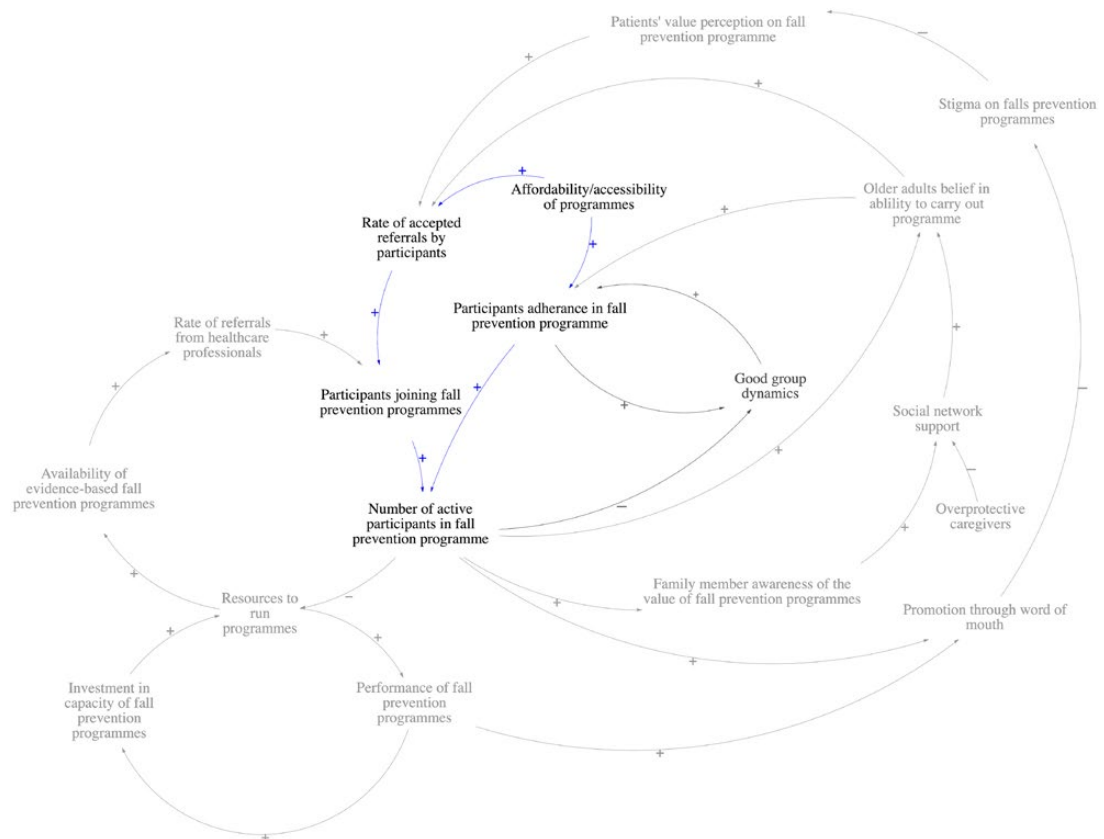 Patients' value perception on fall
prevention programme
Stigma on falls prevention
programmes
Affordability/accessibility
of programmes
Older adults belief in
ablility to carry out
programme
Rate of accepted
referrals by
participants
Participants adherance in fall
prevention programme
Rate of referrals
from healthcare
professionals
Good group
dynamics
Participants joining fall
prevention programmes
Social network
support
Availability of
evidence-based fall
prevention programmes
Number of active
participants in fall
prevention programme
Overprotective
caregivers
Family member awareness of the
value of fall prevention programmes
Resources to
run
programmes
Promotion through word of
mouth
Investment in
capacity of fall
prevention
programmes
Performance of fall
prevention
programmes